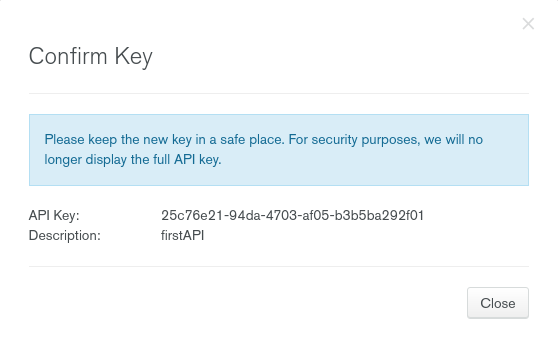 Confirm Key
Please keep the new key in a safe place. For security purposes, we will no
longer display the full API key.
API Key: 25c76e21-94da-4703-af05-b3b5ba292f01
Description: firstAPI
Close